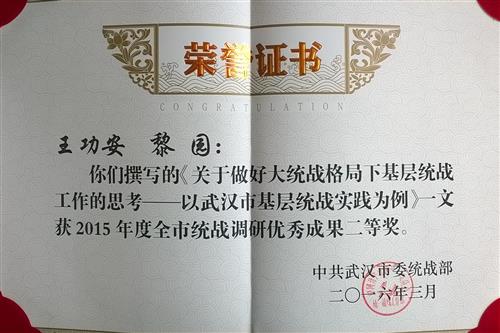 荣誉证书
CONGRATULATION
王功安 黎园：
你们撰写的《关于做好大统战格局下基层统战
工作的思考——以武汉市基层统战实践为例》一文
获2015年度全市统战调研优秀成果二等奖。
中共武汉市委统战部
二〇一六年三月